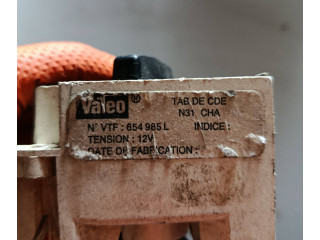 Valeo ®
TAB DE CDE
N31 CHA
N° VTF : 654 985 L INDICE :
TENSION : 12V
DATE DE FABRICATION :